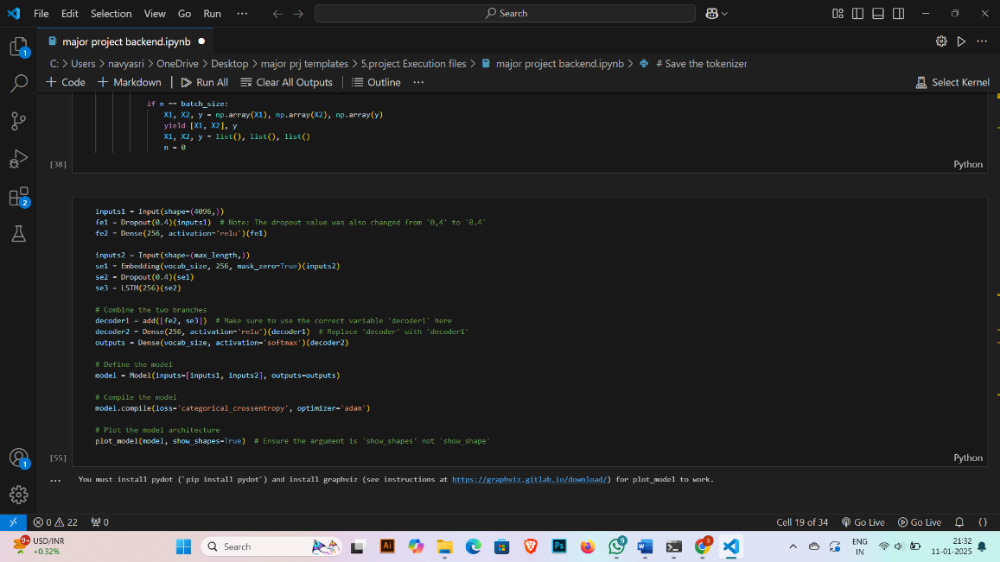 File Edit Selection View Go Run ··· Search
major project backend.ipynb
C: > Users > navyasri > OneDrive > Desktop > major prj templates > 5.project Execution files > major project backend.ipynb > # Save the tokenizer
+ Code + Markdown | Run All Clear All Outputs | Outline ··· Select Kernel
if n == batch_size:
X1, X2, y = np.array(X1), np.array(X2), np.array(y)
yield [X1, X2], y
X1, X2, y = list(), list(), list()
n = 0
[38] Python
inputs1 = Input(shape=(4096,))
fe1 = Dropout(0.4)(inputs1)  # Note: The dropout value was also changed from '0,4' to '0.4'
fe2 = Dense(256, activation='relu')(fe1)
inputs2 = Input(shape=(max_length,))
se1 = Embedding(vocab_size, 256, mask_zero=True)(inputs2)
se2 = Dropout(0.4)(se1)
se3 = LSTM(256)(se2)
# Combine the two branches
decoder1 = add([fe2, se3])  # Make sure to use the correct variable 'decoder1' here
decoder2 = Dense(256, activation='relu')(decoder1)  # Replace 'decoder' with 'decoder1'
outputs = Dense(vocab_size, activation='softmax')(decoder2)
# Define the model
model = Model(inputs=[inputs1, inputs2], outputs=outputs)
# Compile the model
model.compile(loss='categorical_crossentropy', optimizer='adam')
# Plot the model architecture
plot_model(model, show_shapes=True)  # Ensure the argument is 'show_shapes' not 'show_shape'
[55] Python
··· You must install pydot (`pip install pydot`) and install graphviz (see instructions at https://graphviz.gitlab.io/download/) for plot_model to work.
1
2
1
0 22 0 Cell 19 of 34 Go Live Go Live {}
9+ USD/INR
+0.32%
Search
Ai Ps 9 W S
ENG
IN
21:32
11-01-2025